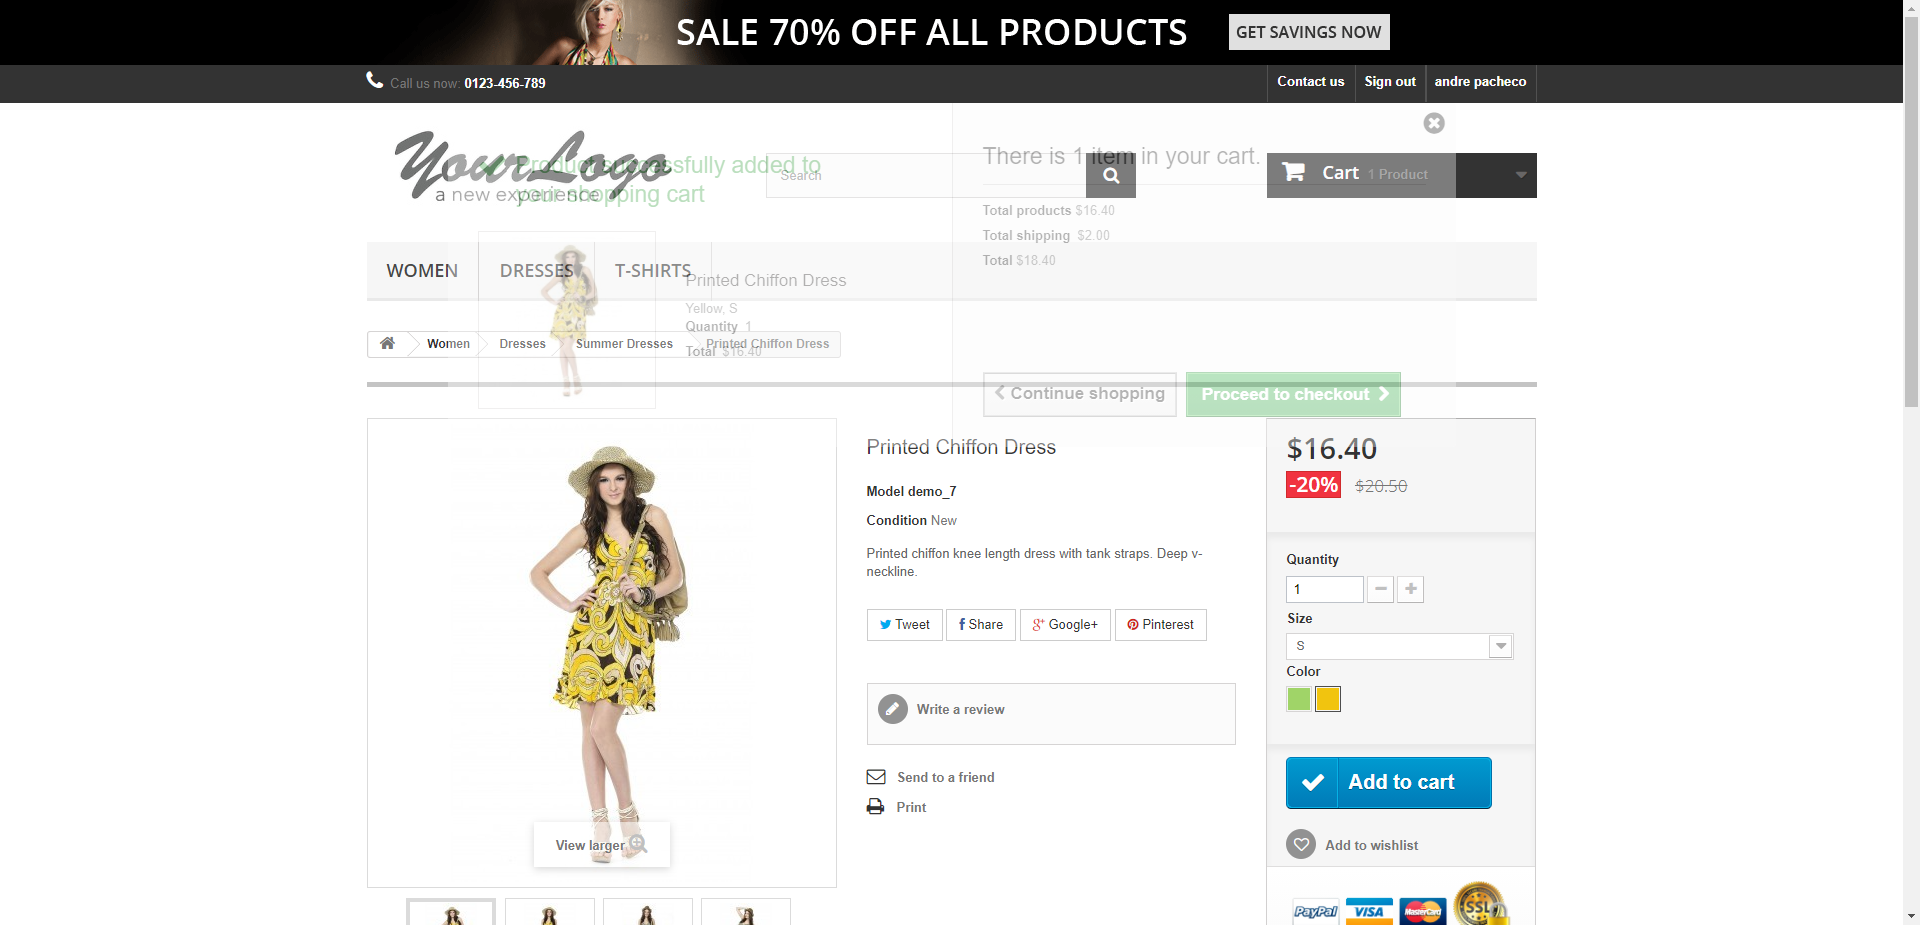 SALE 70% OFF ALL PRODUCTS
GET SAVINGS NOW
Call us now: 0123-456-789
Contact us
Sign out
andre pacheco
Your Logo
a new experience
Product successfully added to
your shopping cart
Search
There is 1 item in your cart.
Cart 1 Product
Total products $16.40
Total shipping $2.00
Total $18.40
WOMEN
DRESSES
T-SHIRTS
Printed Chiffon Dress
Yellow, S
Quantity 1
Total $16.40
Women
Dresses
Summer Dresses
Printed Chiffon Dress
Continue shopping
Proceed to checkout
Printed Chiffon Dress
Model demo_7
Condition New
Printed chiffon knee length dress with tank straps. Deep v-
neckline.
Tweet
Share
Google+
Pinterest
Write a review
Send to a friend
Print
View larger
$16.40
-20% $20.50
Quantity
1
Size
S
Color
Add to cart
Add to wishlist
PayPal
VISA
MasterCard
SSL